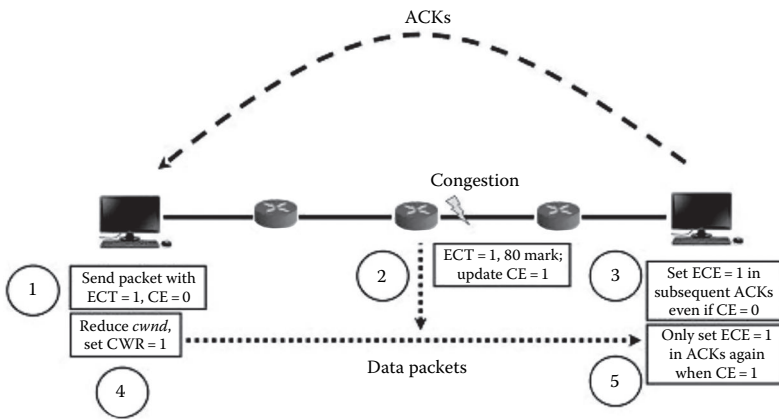 ACKs
Congestion
1
Send packet with
ECT = 1, CE = 0
2
ECT = 1, 80 mark;
update CE = 1
3
Set ECE = 1 in
subsequent ACKs
even if CE = 0
Reduce cwnd,
set CWR = 1
4
Data packets
Only set ECE = 1
in ACKs again
when CE = 1
5